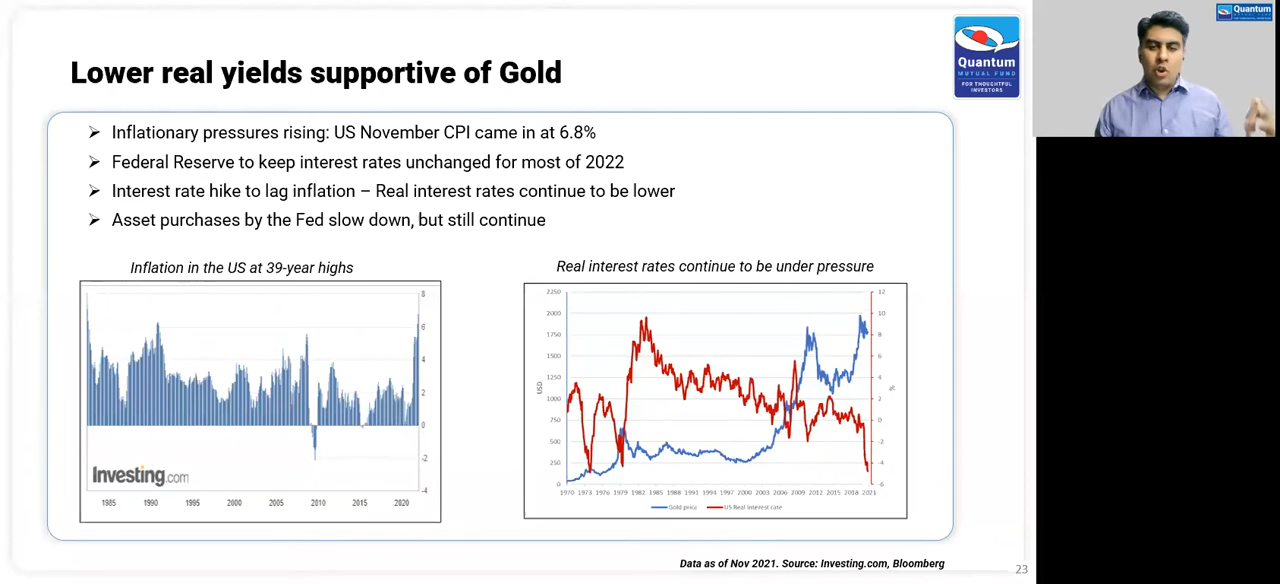 Lower real yields supportive of Gold
Quantum
MUTUAL FUND
FOR THOUGHTFUL
INVESTORS
Quantum
MUTUAL FUND
FOR THOUGHTFUL INVESTORS
➢ Inflationary pressures rising: US November CPI came in at 6.8%
➢ Federal Reserve to keep interest rates unchanged for most of 2022
➢ Interest rate hike to lag inflation – Real interest rates continue to be lower
➢ Asset purchases by the Fed slow down, but still continue
Inflation in the US at 39-year highs
8
6
4
2
0
-2
-4
Investing.com
1985 1990 1995 2000 2005 2010 2015 2020
Real interest rates continue to be under pressure
2250 12
2000 10
1750 8
1500 6
1250 4
1000 2
750 0
500 -2
250 -4
0 -6
USD
%
1970 1973 1976 1979 1982 1985 1988 1991 1994 1997 2000 2003 2006 2009 2012 2015 2018 2021
Gold price US Real interest rate
Data as of Nov 2021. Source: Investing.com, Bloomberg
23